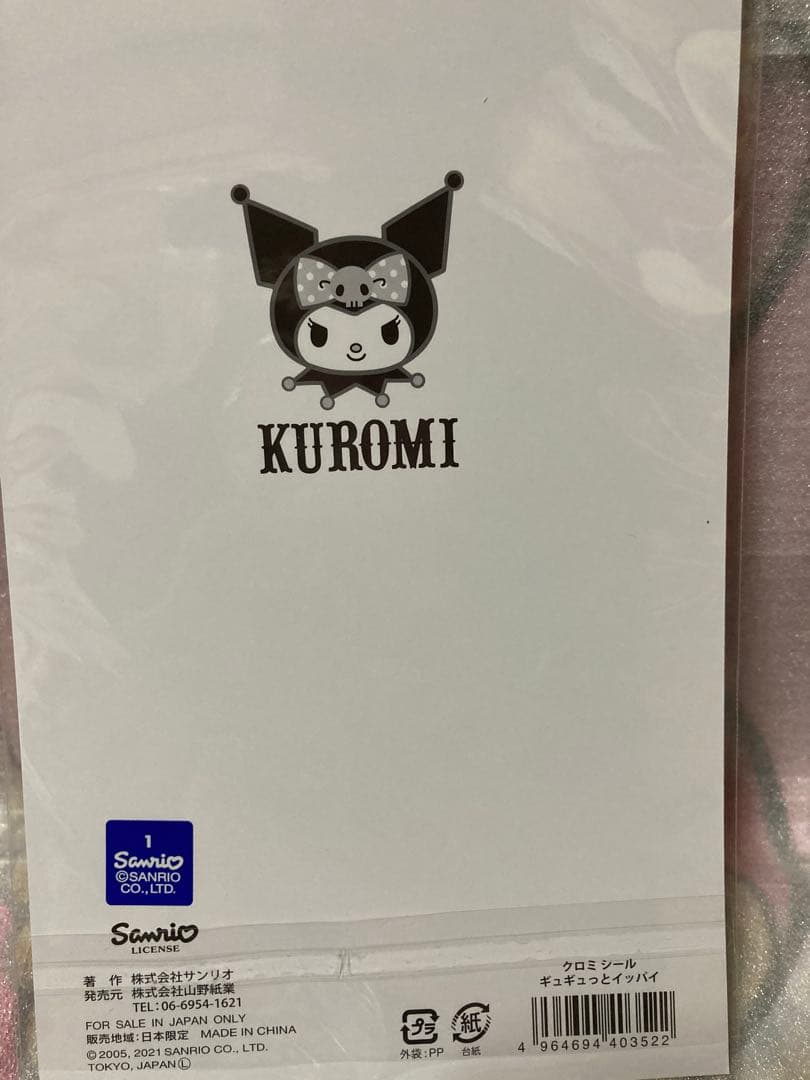 KUROMI
1
Sanrio
©SANRIO
CO., LTD.
Sanrio
LICENSE
著 作 株式会社サンリオ
発売元 株式会社山野紙業
TEL:06-6954-1621
FOR SALE IN JAPAN ONLY
販売地域:日本限定 MADE IN CHINA
©2005, 2021 SANRIO CO., LTD.
TOKYO, JAPAN Ⓛ
プラ
外袋:PP
紙
台紙
クロミ シール
ギュギュっとイッパイ
4 964694 403522